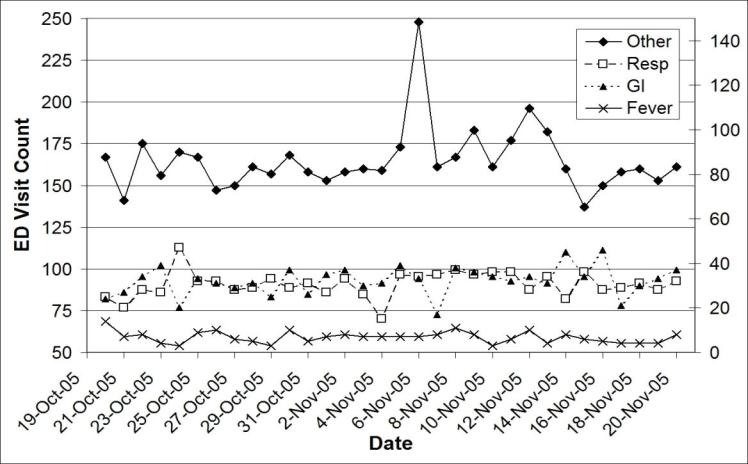 ED Visit Count
250
225
200
175
150
125
100
75
50
140
120
100
80
60
40
20
0
Other
Resp
GI
Fever
19-Oct-05
21-Oct-05
23-Oct-05
25-Oct-05
27-Oct-05
29-Oct-05
31-Oct-05
2-Nov-05
4-Nov-05
6-Nov-05
8-Nov-05
10-Nov-05
12-Nov-05
14-Nov-05
16-Nov-05
18-Nov-05
20-Nov-05
Date